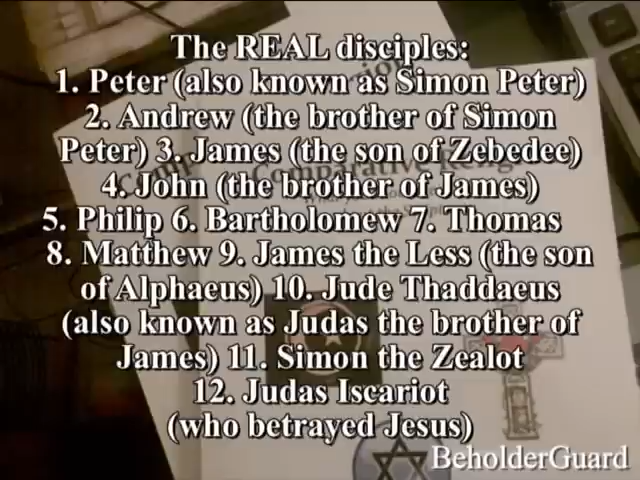 The REAL disciples:
1. Peter (also known as Simon Peter)
2. Andrew (the brother of Simon
Peter) 3. James (the son of Zebedee)
4. John (the brother of James)
5. Philip 6. Bartholomew 7. Thomas
8. Matthew 9. James the Less (the son
of Alphaeus) 10. Jude Thaddaeus
(also known as Judas the brother of
James) 11. Simon the Zealot
12. Judas Iscariot
(who betrayed Jesus)
BeholderGuard